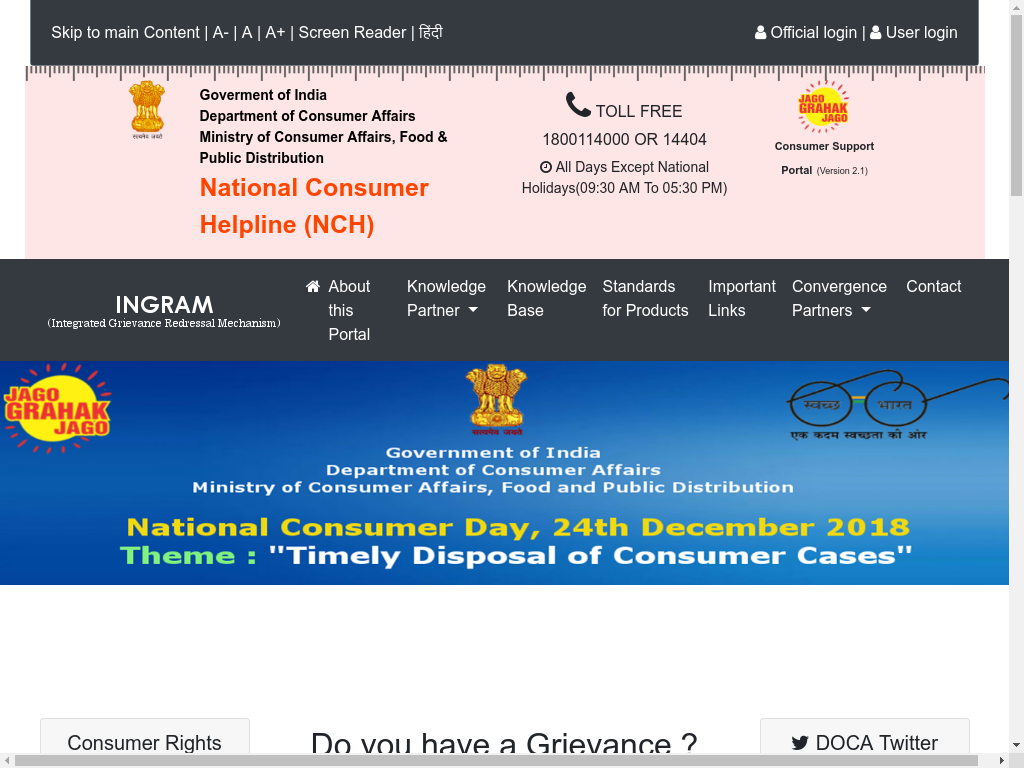 Skip to main Content | A- | A | A+ | Screen Reader | हिंदी
Official login | User login
सत्यमेव जयते
Goverment of India
Department of Consumer Affairs
Ministry of Consumer Affairs, Food &
Public Distribution
National Consumer
Helpline (NCH)
TOLL FREE
1800114000 OR 14404
All Days Except National
Holidays(09:30 AM To 05:30 PM)
JAGO
GRAHAK
JAGO
Consumer Support
Portal (Version 2.1)
INGRAM
(Integrated Grievance Redressal Mechanism)
About
this
Portal
Knowledge
Partner
Knowledge
Base
Standards
for Products
Important
Links
Convergence
Partners
Contact
JAGO
GRAHAK
JAGO
सत्यमेव जयते
स्वच्छ भारत
एक कदम स्वच्छता की ओर
Government of India
Department of Consumer Affairs
Ministry of Consumer Affairs, Food and Public Distribution
National Consumer Day, 24th December 2018
Theme : "Timely Disposal of Consumer Cases"
Consumer Rights
Do you have a Grievance ?
DOCA Twitter